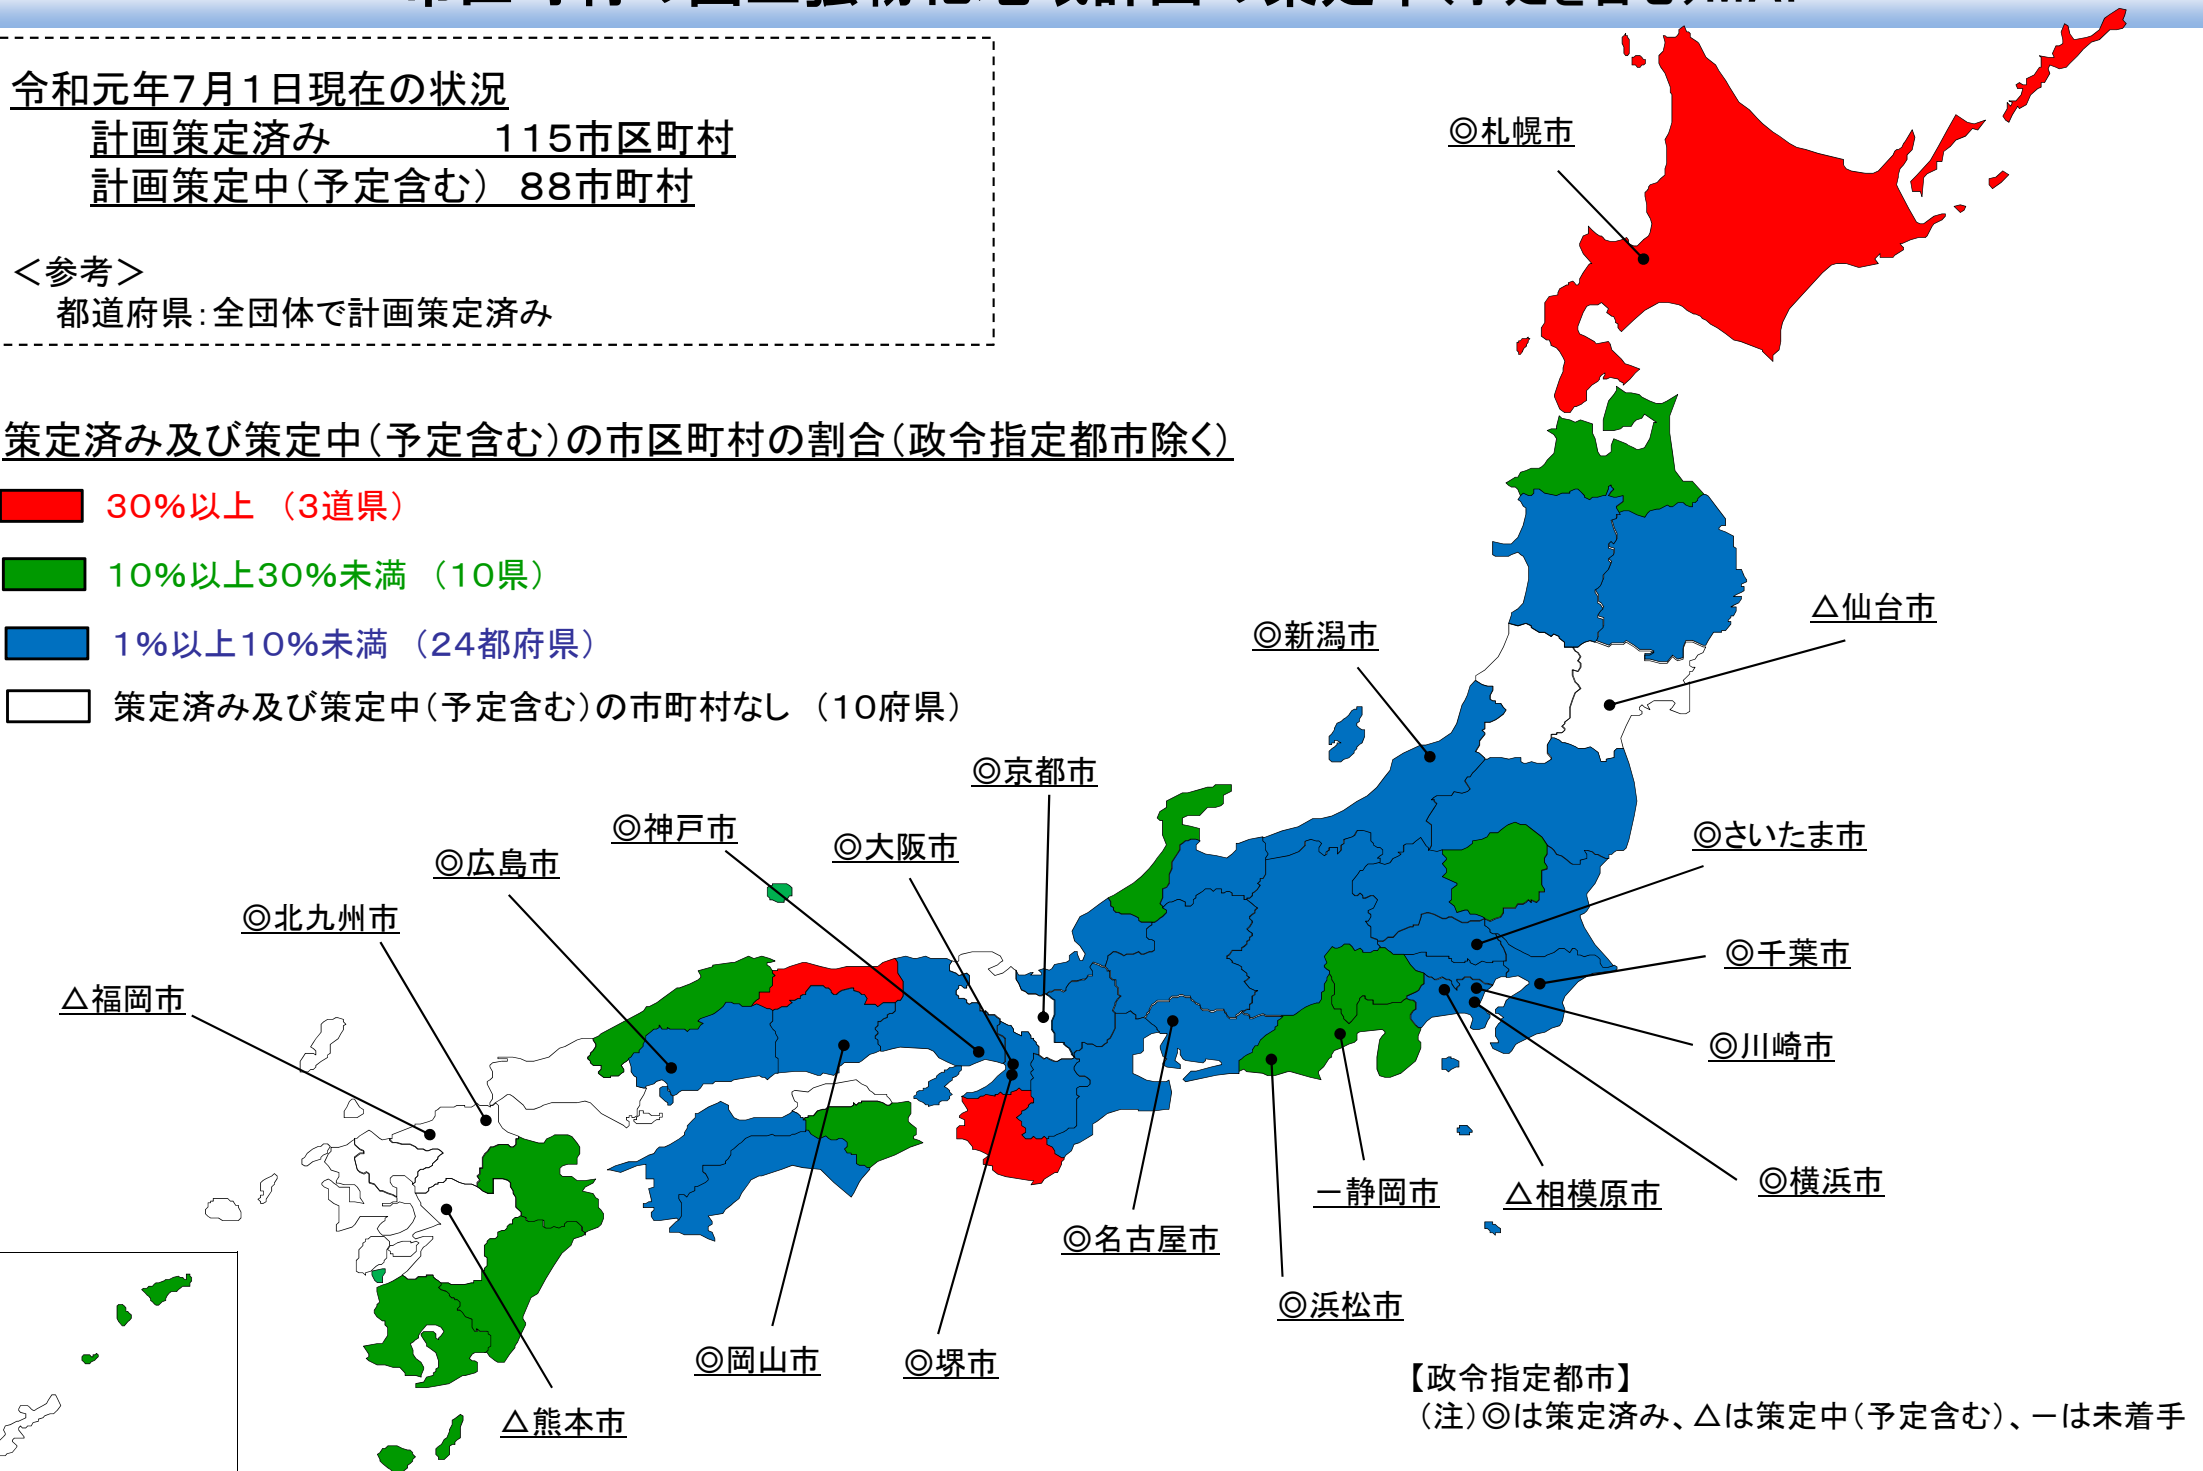 令和元年7月1日現在の状況
計画策定済み 115市区町村
計画策定中(予定含む) 88市町村
＜参考＞
都道府県:全団体で計画策定済み
策定済み及び策定中(予定含む)の市区町村の割合(政令指定都市除く)
30%以上 (3道県)
10%以上30%未満 (10県)
1%以上10%未満 (24都府県)
策定済み及び策定中(予定含む)の市町村なし (10府県)
◎札幌市
△仙台市
◎新潟市
◎京都市
◎神戸市
◎大阪市
◎さいたま市
◎広島市
◎北九州市
◎千葉市
△福岡市
◎川崎市
◎横浜市
－静岡市
△相模原市
◎名古屋市
◎浜松市
◎岡山市
◎堺市
△熊本市
【政令指定都市】
(注)◎は策定済み、△は策定中(予定含む)、－は未着手